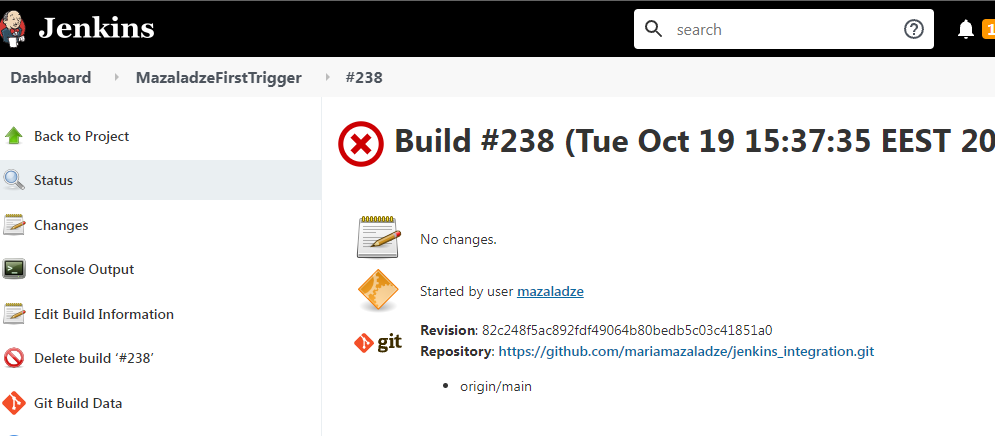 Jenkins
search
1
Dashboard
MazaladzeFirstTrigger
#238
Back to Project
Status
Changes
Console Output
Edit Build Information
Delete build ‘#238’
Git Build Data
Build #238 (Tue Oct 19 15:37:35 EEST 20
No changes.
Started by user mazaladze
git
Revision: 82c248f5ac892fdf49064b80bedb5c03c41851a0
Repository: https://github.com/mariamazaladze/jenkins_integration.git
origin/main